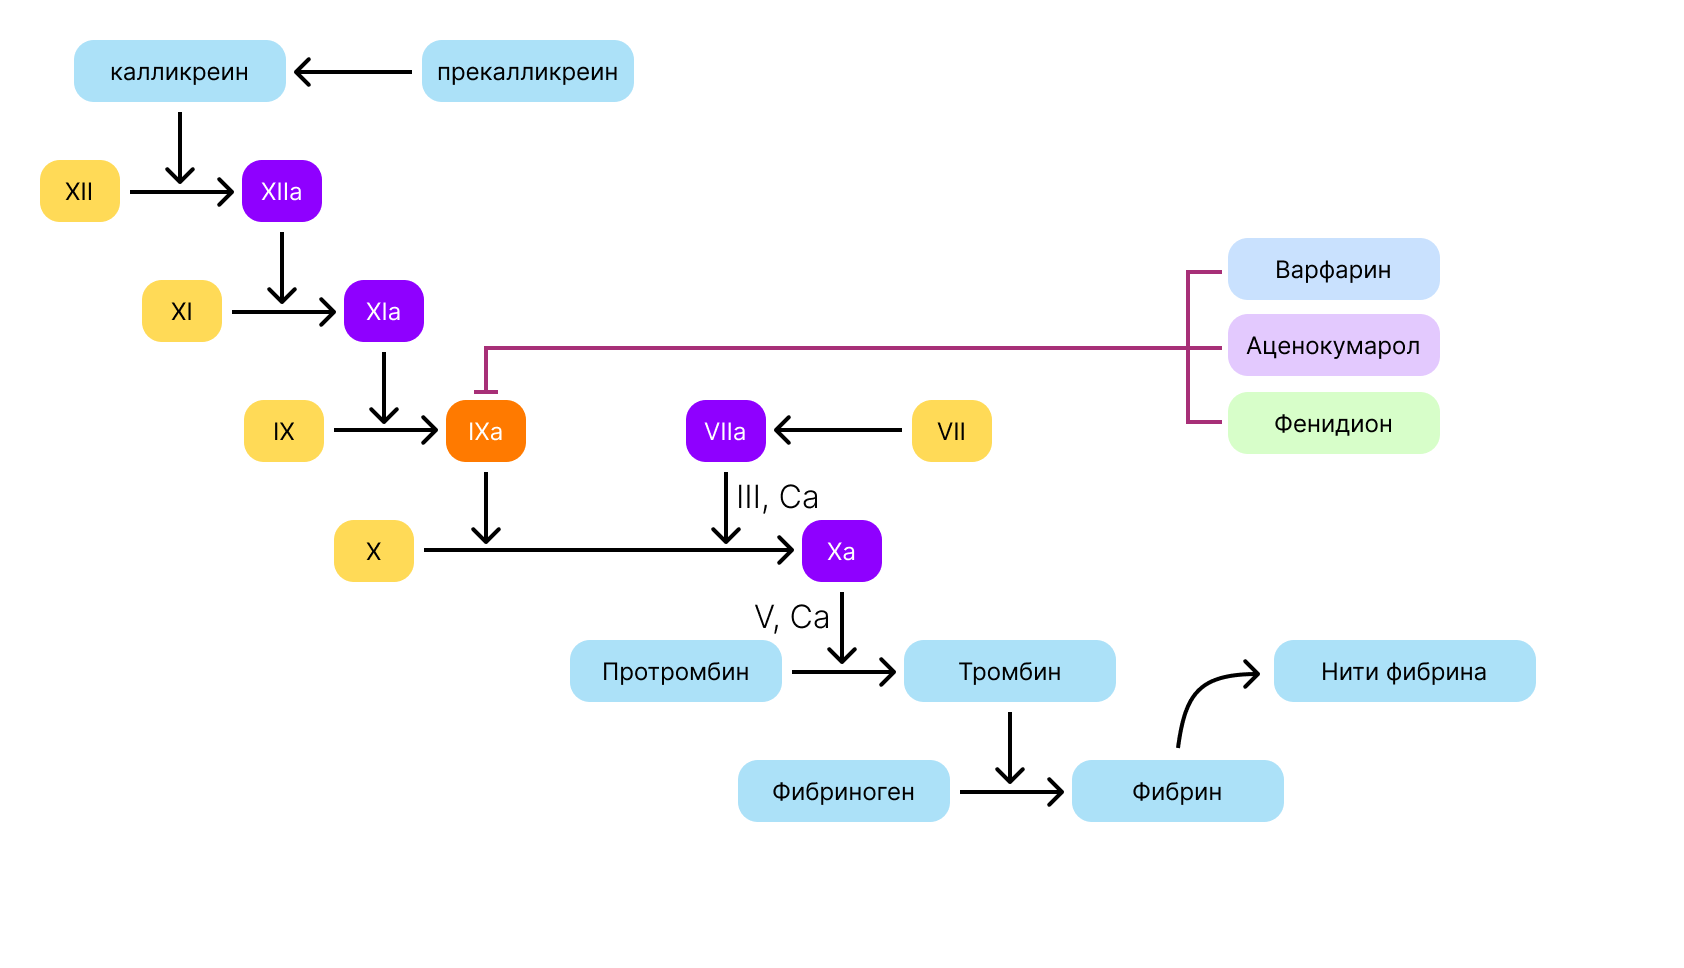 калликреин
прекалликреин
XII
XIIa
XI
XIa
Варфарин
Аценокумарол
Фенидион
IX
IXa
VIIa
VII
III, Ca
X
Xa
V, Ca
Протромбин
Тромбин
Нити фибрина
Фибриноген
Фибрин